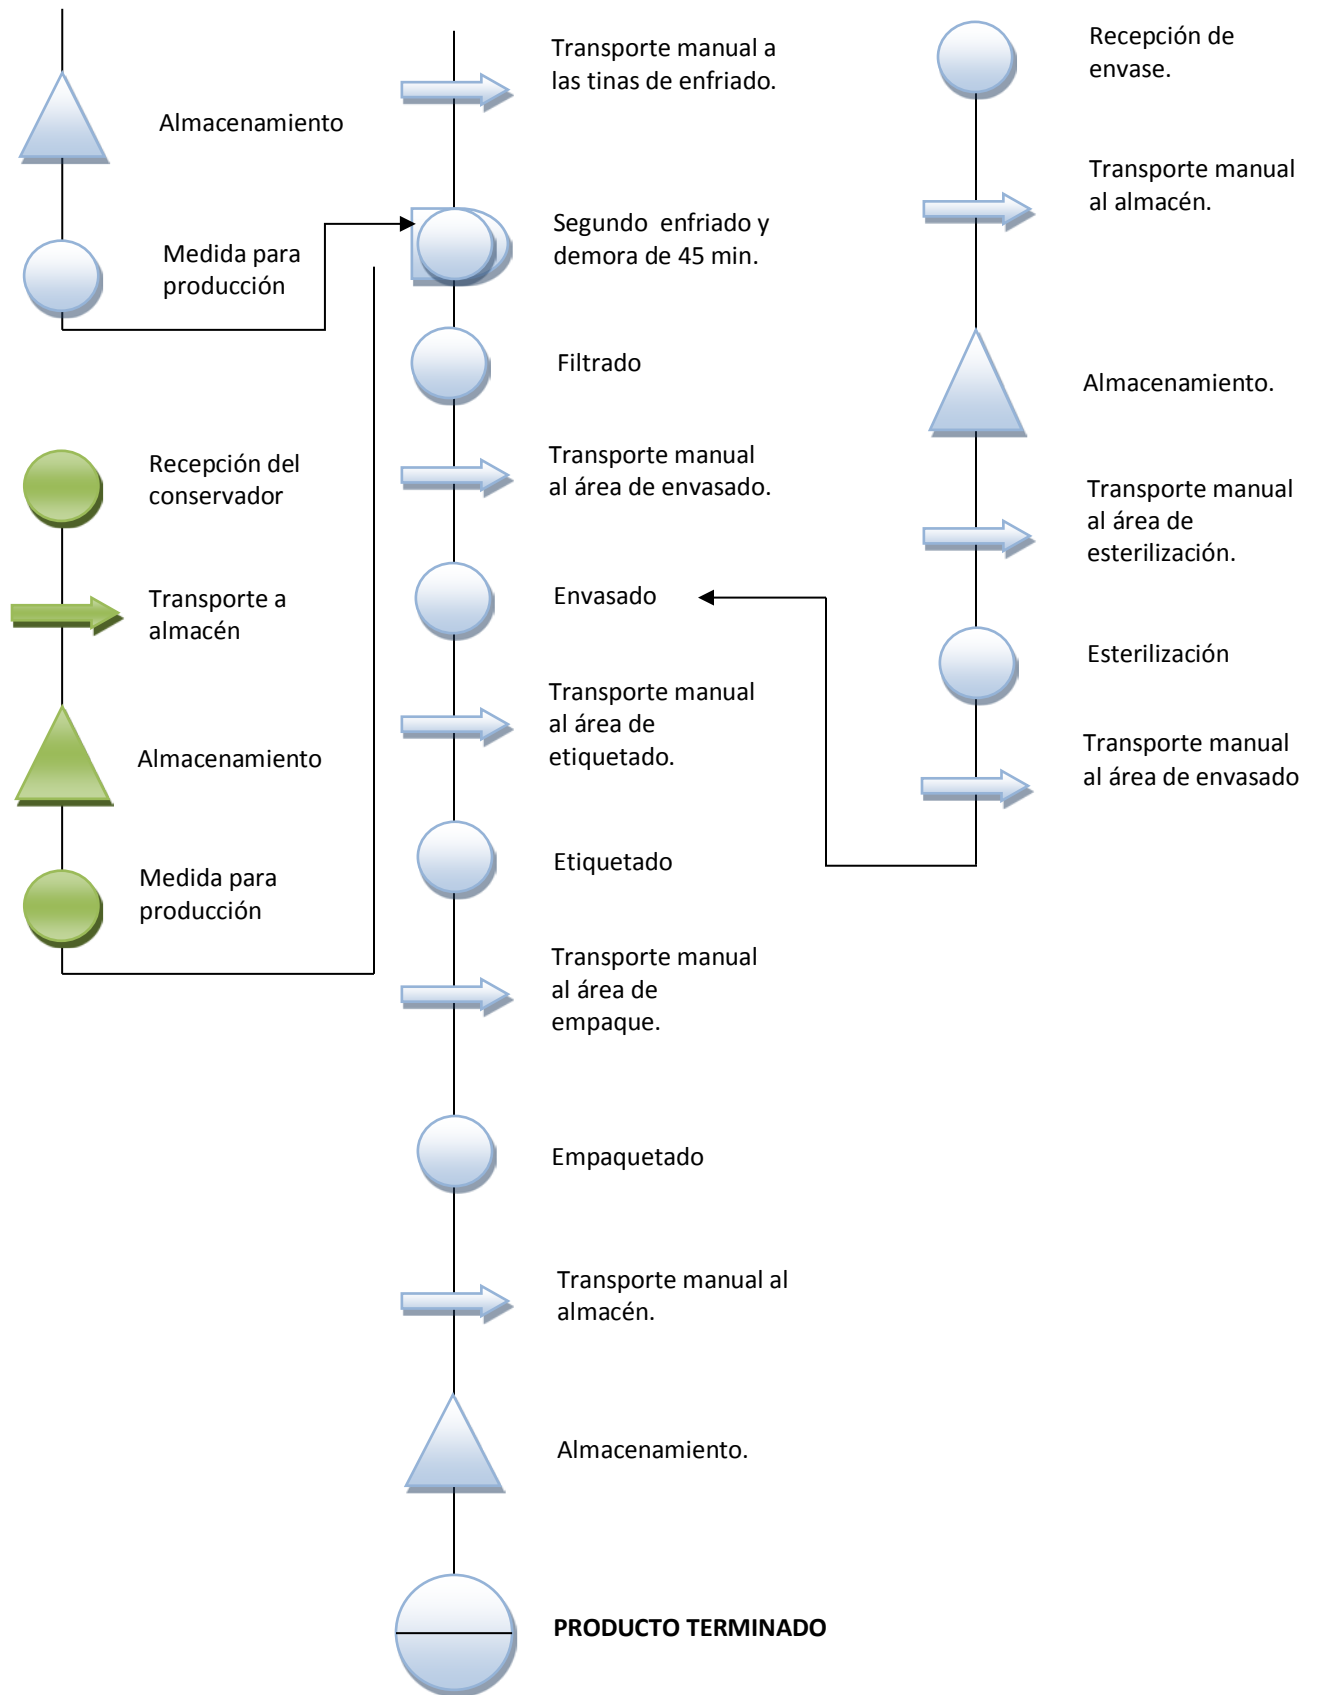 Almacenamiento
Medida para
producción
Recepción del
conservador
Transporte a
almacén
Almacenamiento
Medida para
producción
Transporte manual a
las tinas de enfriado.
Segundo  enfriado y
demora de 45 min.
Filtrado
Transporte manual
al área de envasado.
Envasado
Transporte manual
al área de
etiquetado.
Etiquetado
Transporte manual
al área de
empaque.
Empaquetado
Transporte manual al
almacén.
Almacenamiento.
PRODUCTO TERMINADO
Recepción de
envase.
Transporte manual
al almacén.
Almacenamiento.
Transporte manual
al área de
esterilización.
Esterilización
Transporte manual
al área de envasado